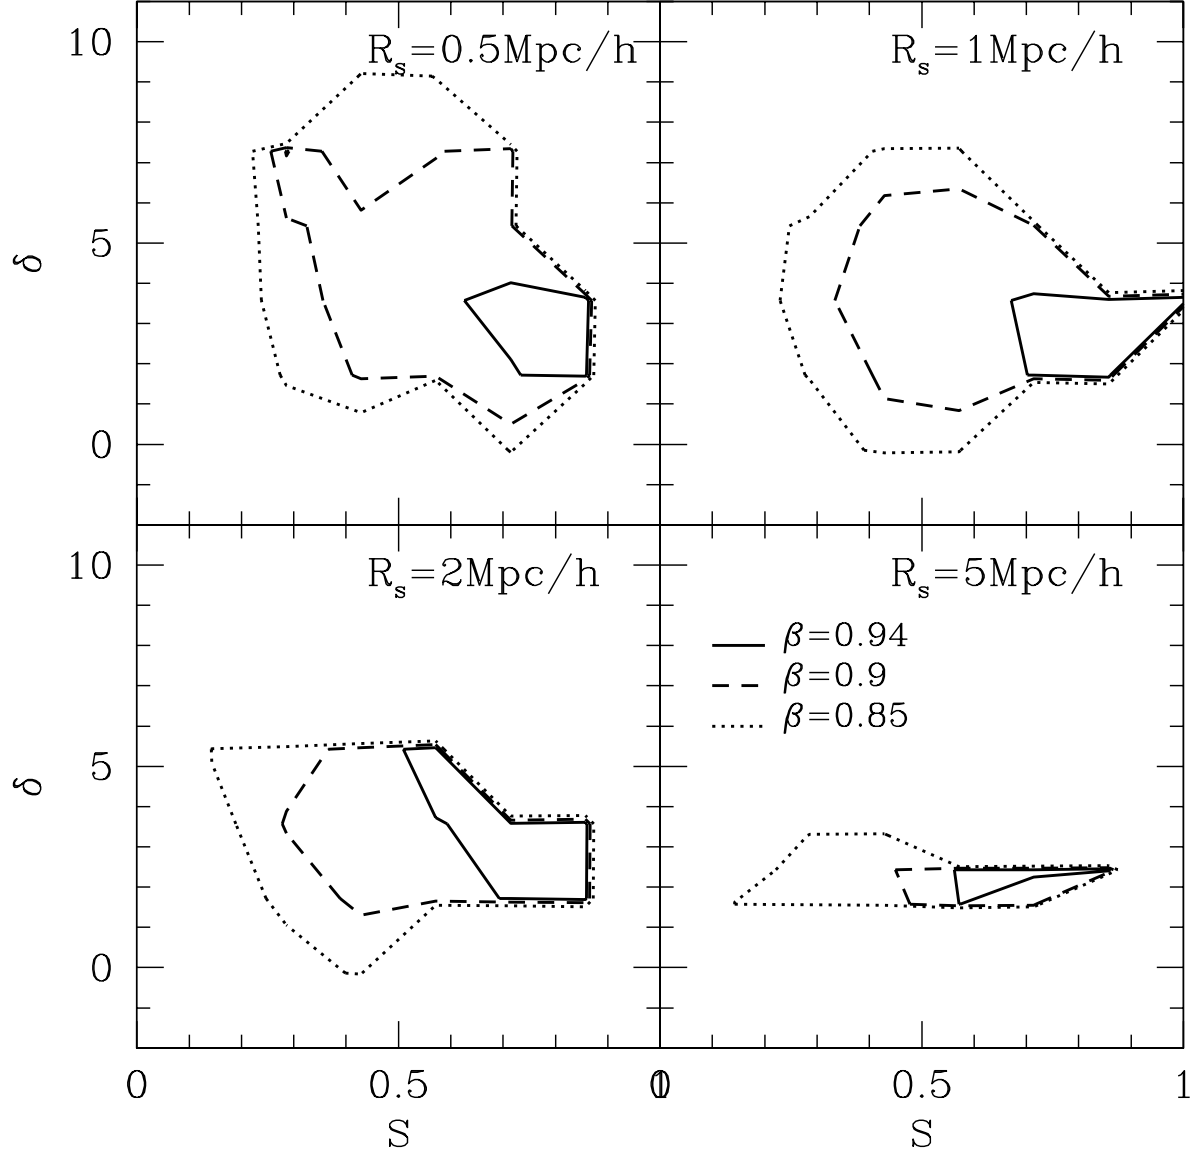 R_s=0.5Mpc/h
R_s=1Mpc/h
10
5
0
δ
R_s=2Mpc/h
R_s=5Mpc/h
β=0.94
β=0.9
β=0.85
10
5
0
δ
0
0.5
1
0
0.5
1
S
S